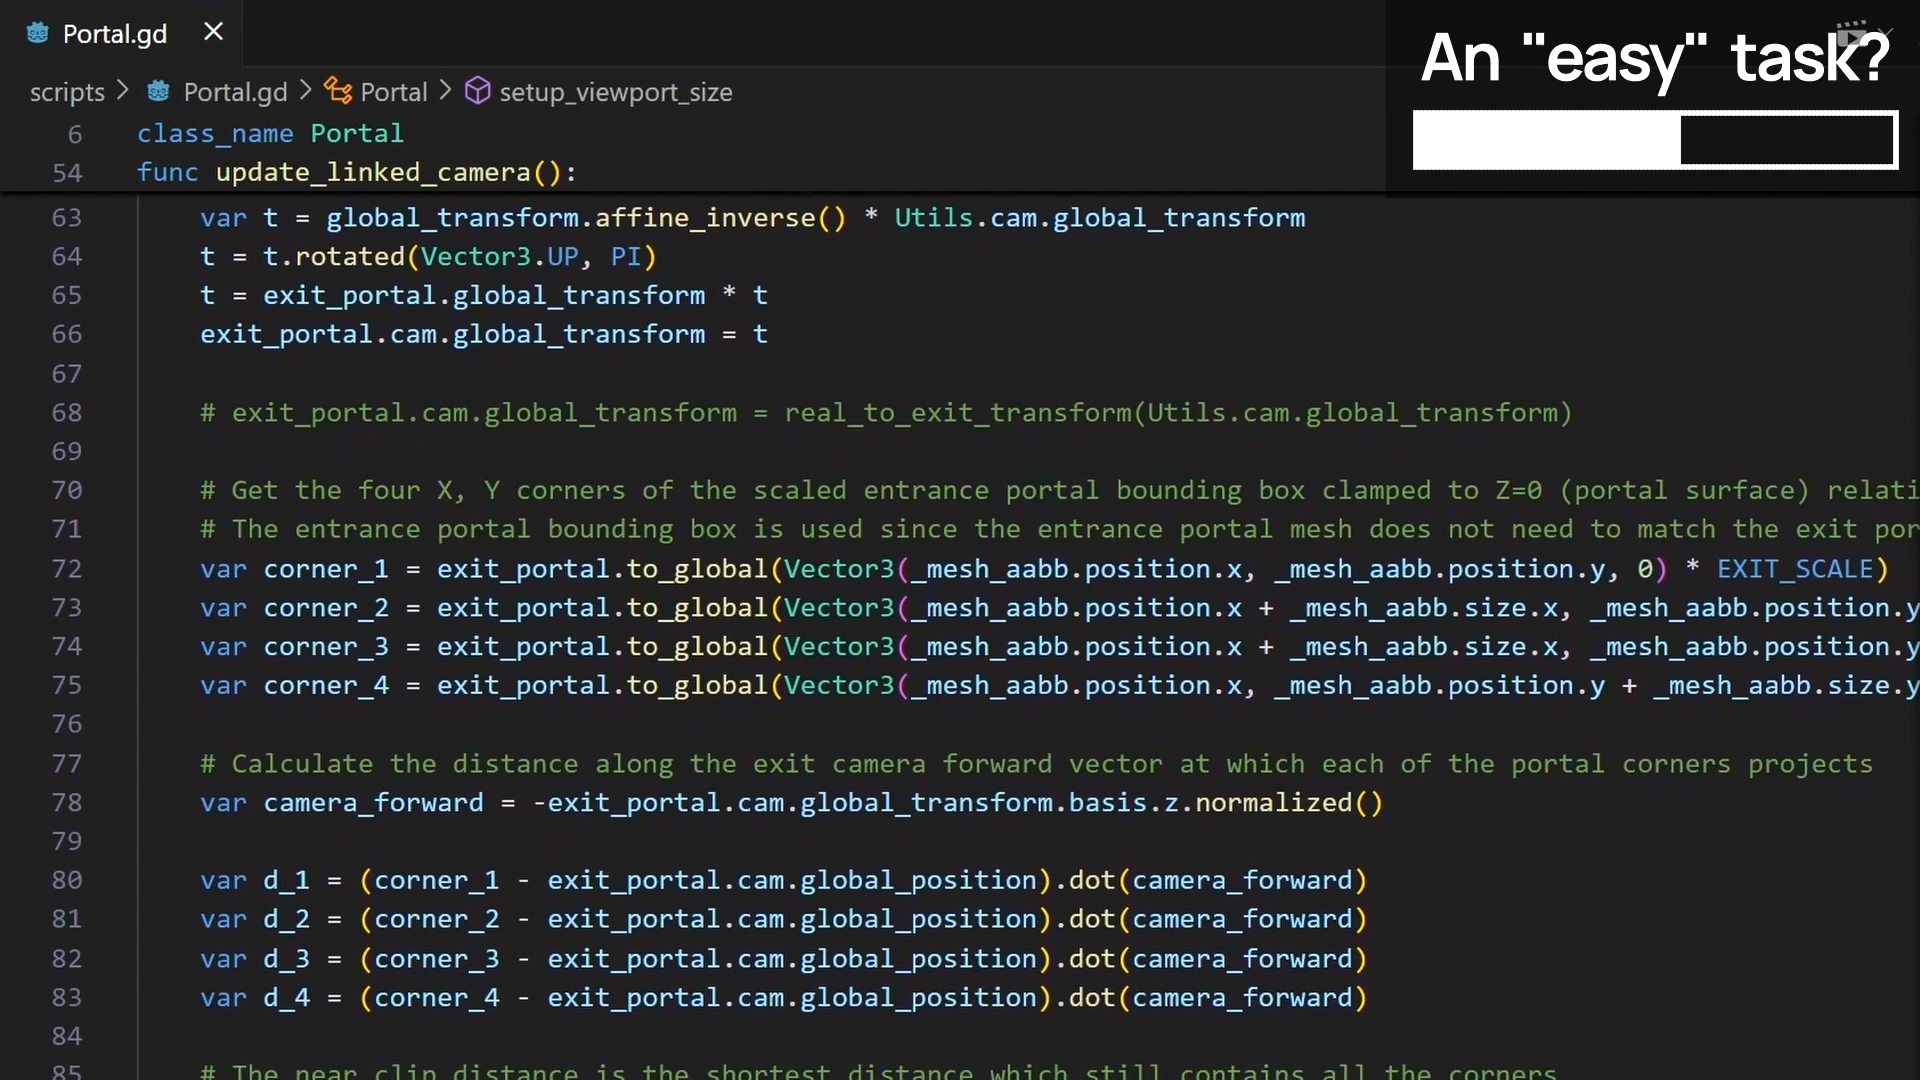 Portal.gd
An "easy" task?
scripts > Portal.gd > Portal > setup_viewport_size
6 class_name Portal
54 func update_linked_camera():
63 var t = global_transform.affine_inverse() * Utils.cam.global_transform
64 t = t.rotated(Vector3.UP, PI)
65 t = exit_portal.global_transform * t
66 exit_portal.cam.global_transform = t
67
68 # exit_portal.cam.global_transform = real_to_exit_transform(Utils.cam.global_transform)
69
70 # Get the four X, Y corners of the scaled entrance portal bounding box clamped to Z=0 (portal surface) relati
71 # The entrance portal bounding box is used since the entrance portal mesh does not need to match the exit por
72 var corner_1 = exit_portal.to_global(Vector3(_mesh_aabb.position.x, _mesh_aabb.position.y, 0) * EXIT_SCALE)
73 var corner_2 = exit_portal.to_global(Vector3(_mesh_aabb.position.x + _mesh_aabb.size.x, _mesh_aabb.position.y
74 var corner_3 = exit_portal.to_global(Vector3(_mesh_aabb.position.x + _mesh_aabb.size.x, _mesh_aabb.position.y
75 var corner_4 = exit_portal.to_global(Vector3(_mesh_aabb.position.x, _mesh_aabb.position.y + _mesh_aabb.size.y
76
77 # Calculate the distance along the exit camera forward vector at which each of the portal corners projects
78 var camera_forward = -exit_portal.cam.global_transform.basis.z.normalized()
79
80 var d_1 = (corner_1 - exit_portal.cam.global_position).dot(camera_forward)
81 var d_2 = (corner_2 - exit_portal.cam.global_position).dot(camera_forward)
82 var d_3 = (corner_3 - exit_portal.cam.global_position).dot(camera_forward)
83 var d_4 = (corner_4 - exit_portal.cam.global_position).dot(camera_forward)
84
85 # The near clip distance is the shortest distance which still contains all the corners